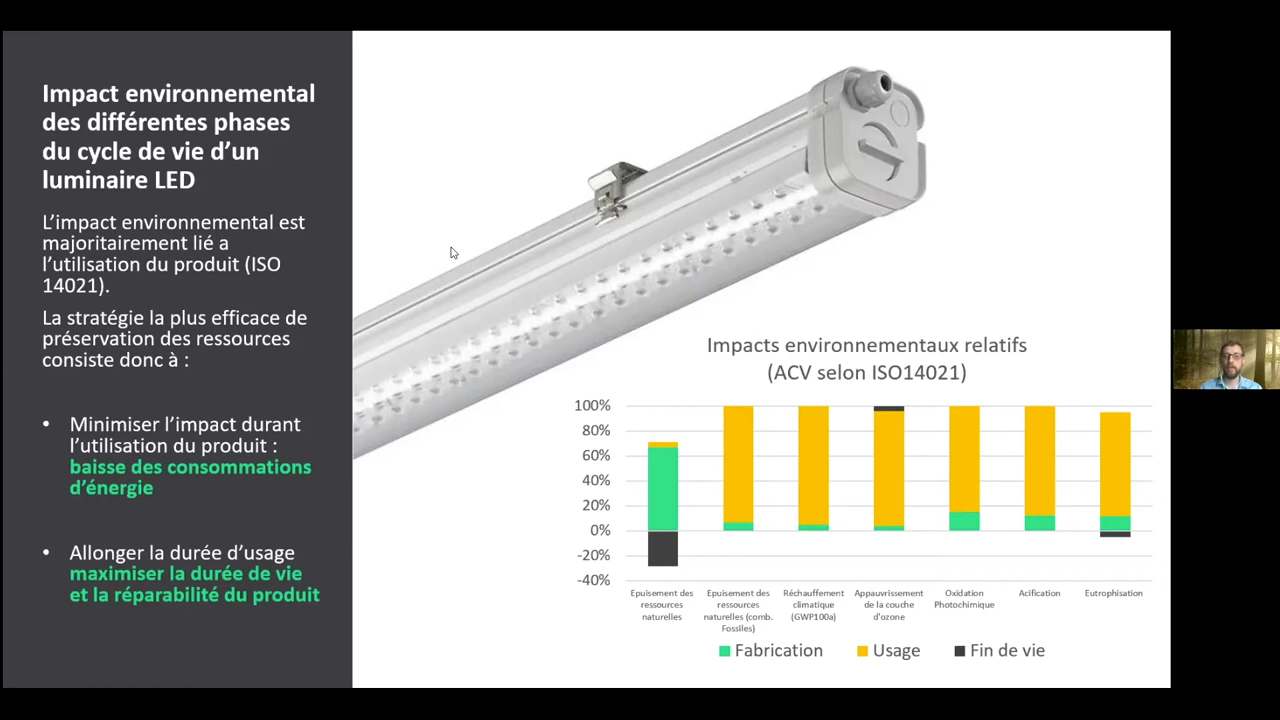 Impact environnemental
des différentes phases
du cycle de vie d’un
luminaire LED
L’impact environnemental est
majoritairement lié a
l’utilisation du produit (ISO
14021).
La stratégie la plus efficace de
préservation des ressources
consiste donc à :
• Minimiser l’impact durant
l’utilisation du produit :
baisse des consommations
d’énergie
• Allonger la durée d’usage
maximiser la durée de vie
et la réparabilité du produit
Impacts environnementaux relatifs
(ACV selon ISO14021)
100%
80%
60%
40%
20%
0%
-20%
-40%
Epuisement des
ressources
naturelles
Epuisement des
ressources
naturelles (comb.
Fossiles)
Réchauffement
climatique
(GWP100a)
Appauvrissement
de la couche
d'ozone
Oxidation
Photochimique
Acification
Eutrophisation
Fabrication
Usage
Fin de vie